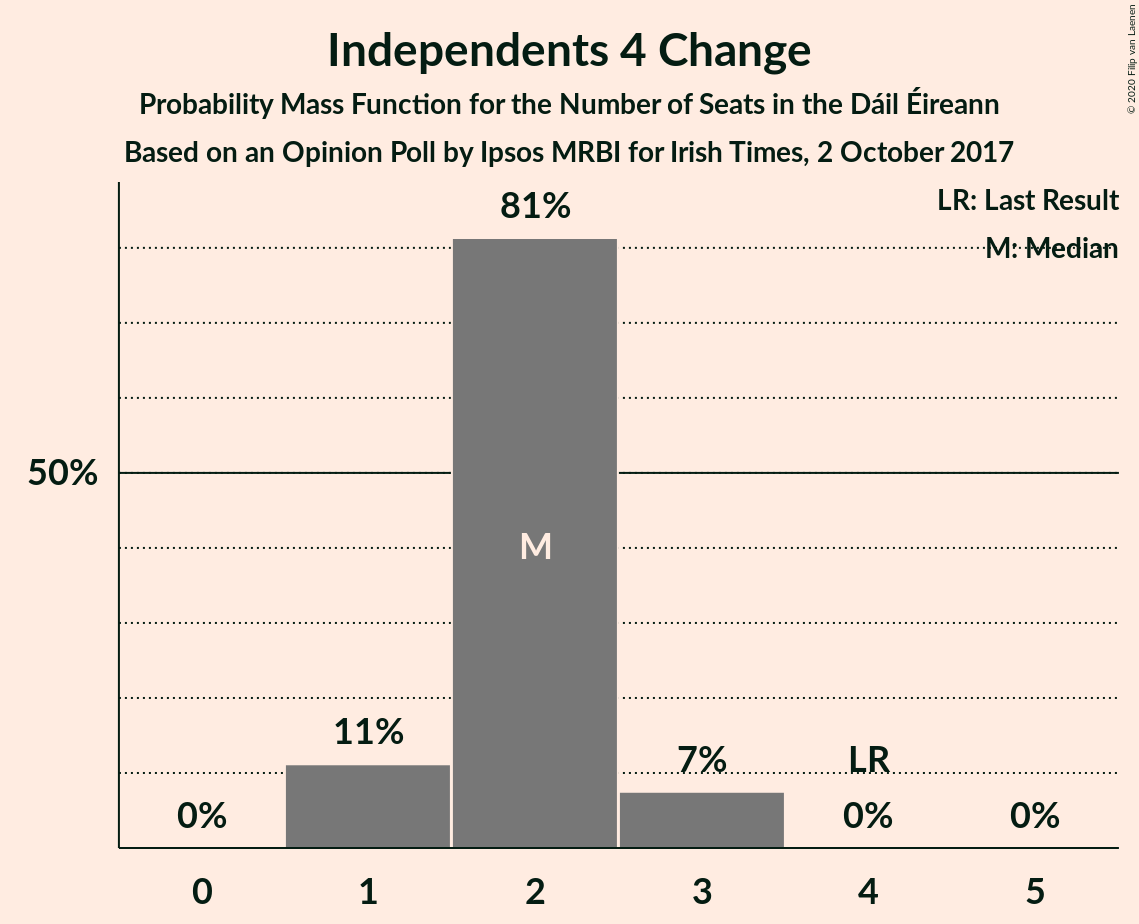 Independents 4 Change
Probability Mass Function for the Number of Seats in the Dáil Éireann
Based on an Opinion Poll by Ipsos MRBI for Irish Times, 2 October 2017
© 2020 Filip van Laenen
LR: Last Result
M: Median
81%
50%
M
11%
7%
LR
0%
0%
0%
0 1 2 3 4 5